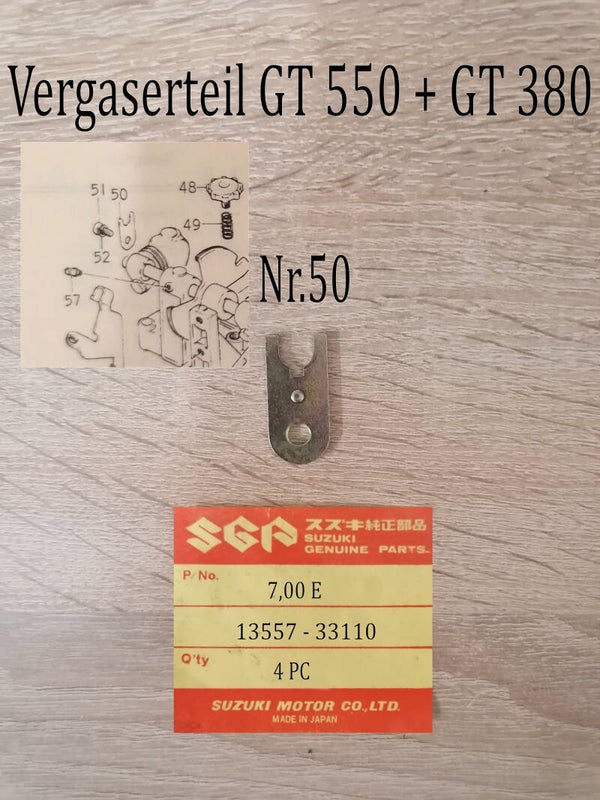 Vergaserteil GT 550 + GT 380
51 50 48
49
52
57
Nr.50
SGP スズキ純正部品
SUZUKI
GENUINE PARTS
P/No.
7,00 E
13557 - 33110
Q'ty
4 PC
SUZUKI MOTOR CO.,LTD.
MADE IN JAPAN